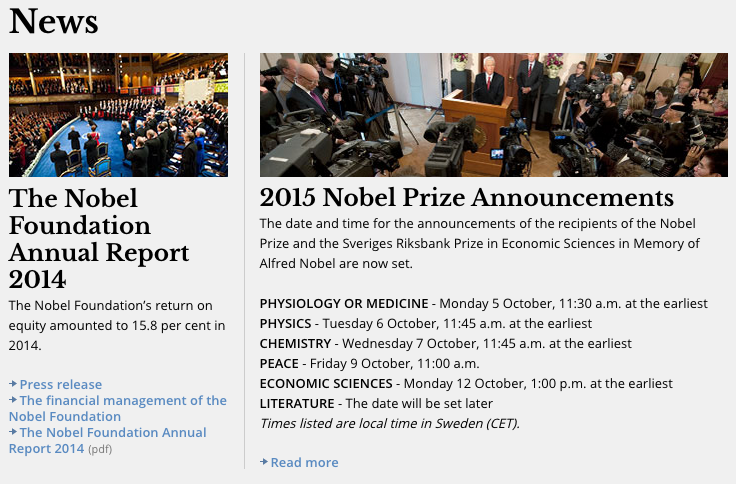 News
The Nobel
Foundation
Annual Report
2014
The Nobel Foundation’s return on
equity amounted to 15.8 per cent in
2014.
Press release
The financial management of the
Nobel Foundation
The Nobel Foundation Annual
Report 2014 (pdf)
2015 Nobel Prize Announcements
The date and time for the announcements of the recipients of the Nobel
Prize and the Sveriges Riksbank Prize in Economic Sciences in Memory of
Alfred Nobel are now set.
PHYSIOLOGY OR MEDICINE - Monday 5 October, 11:30 a.m. at the earliest
PHYSICS - Tuesday 6 October, 11:45 a.m. at the earliest
CHEMISTRY - Wednesday 7 October, 11:45 a.m. at the earliest
PEACE - Friday 9 October, 11:00 a.m.
ECONOMIC SCIENCES - Monday 12 October, 1:00 p.m. at the earliest
LITERATURE - The date will be set later
Times listed are local time in Sweden (CET).
Read more